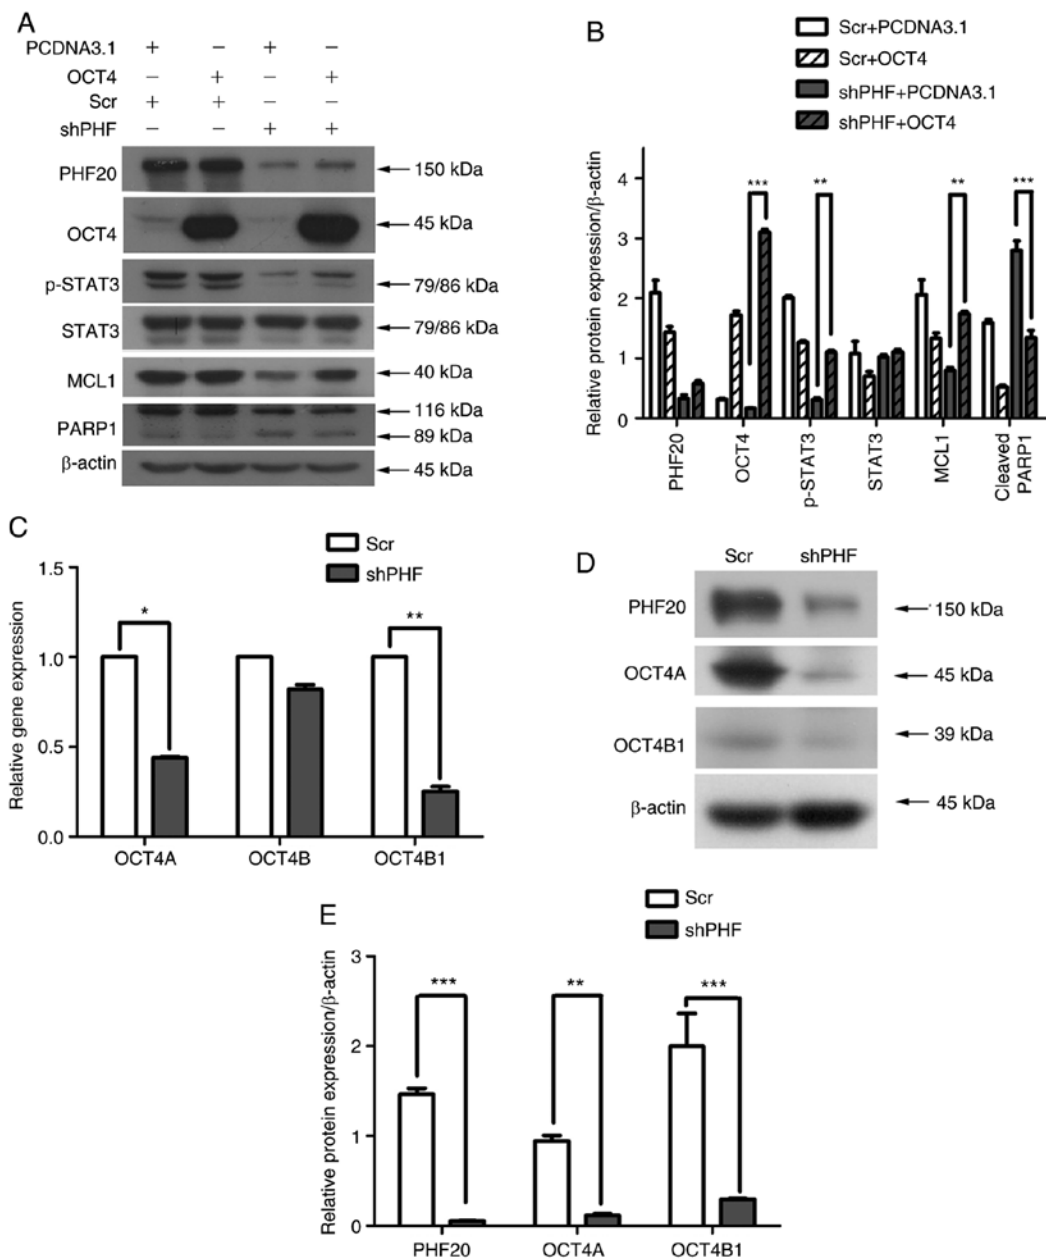 A
PCDNA3.1 + − + −
OCT4 − + − +
Scr + + − −
shPHF − − + +
PHF20 150 kDa
OCT4 45 kDa
p-STAT3 79/86 kDa
STAT3 79/86 kDa
MCL1 40 kDa
PARP1 116 kDa
89 kDa
β-actin 45 kDa
B
Scr+PCDNA3.1
Scr+OCT4
shPHF+PCDNA3.1
shPHF+OCT4
Relative protein expression/β-actin
4
3
2
1
0
*** ** ** ***
PHF20
OCT4
p-STAT3
STAT3
MCL1
Cleaved
PARP1
C
Scr
shPHF
Relative gene expression
1.5
1.0
0.5
0.0
* **
OCT4A OCT4B OCT4B1
D
Scr shPHF
PHF20 150 kDa
OCT4A 45 kDa
OCT4B1 39 kDa
β-actin 45 kDa
E
Scr
shPHF
Relative protein expression/β-actin
3
2
1
0
*** ** ***
PHF20 OCT4A OCT4B1